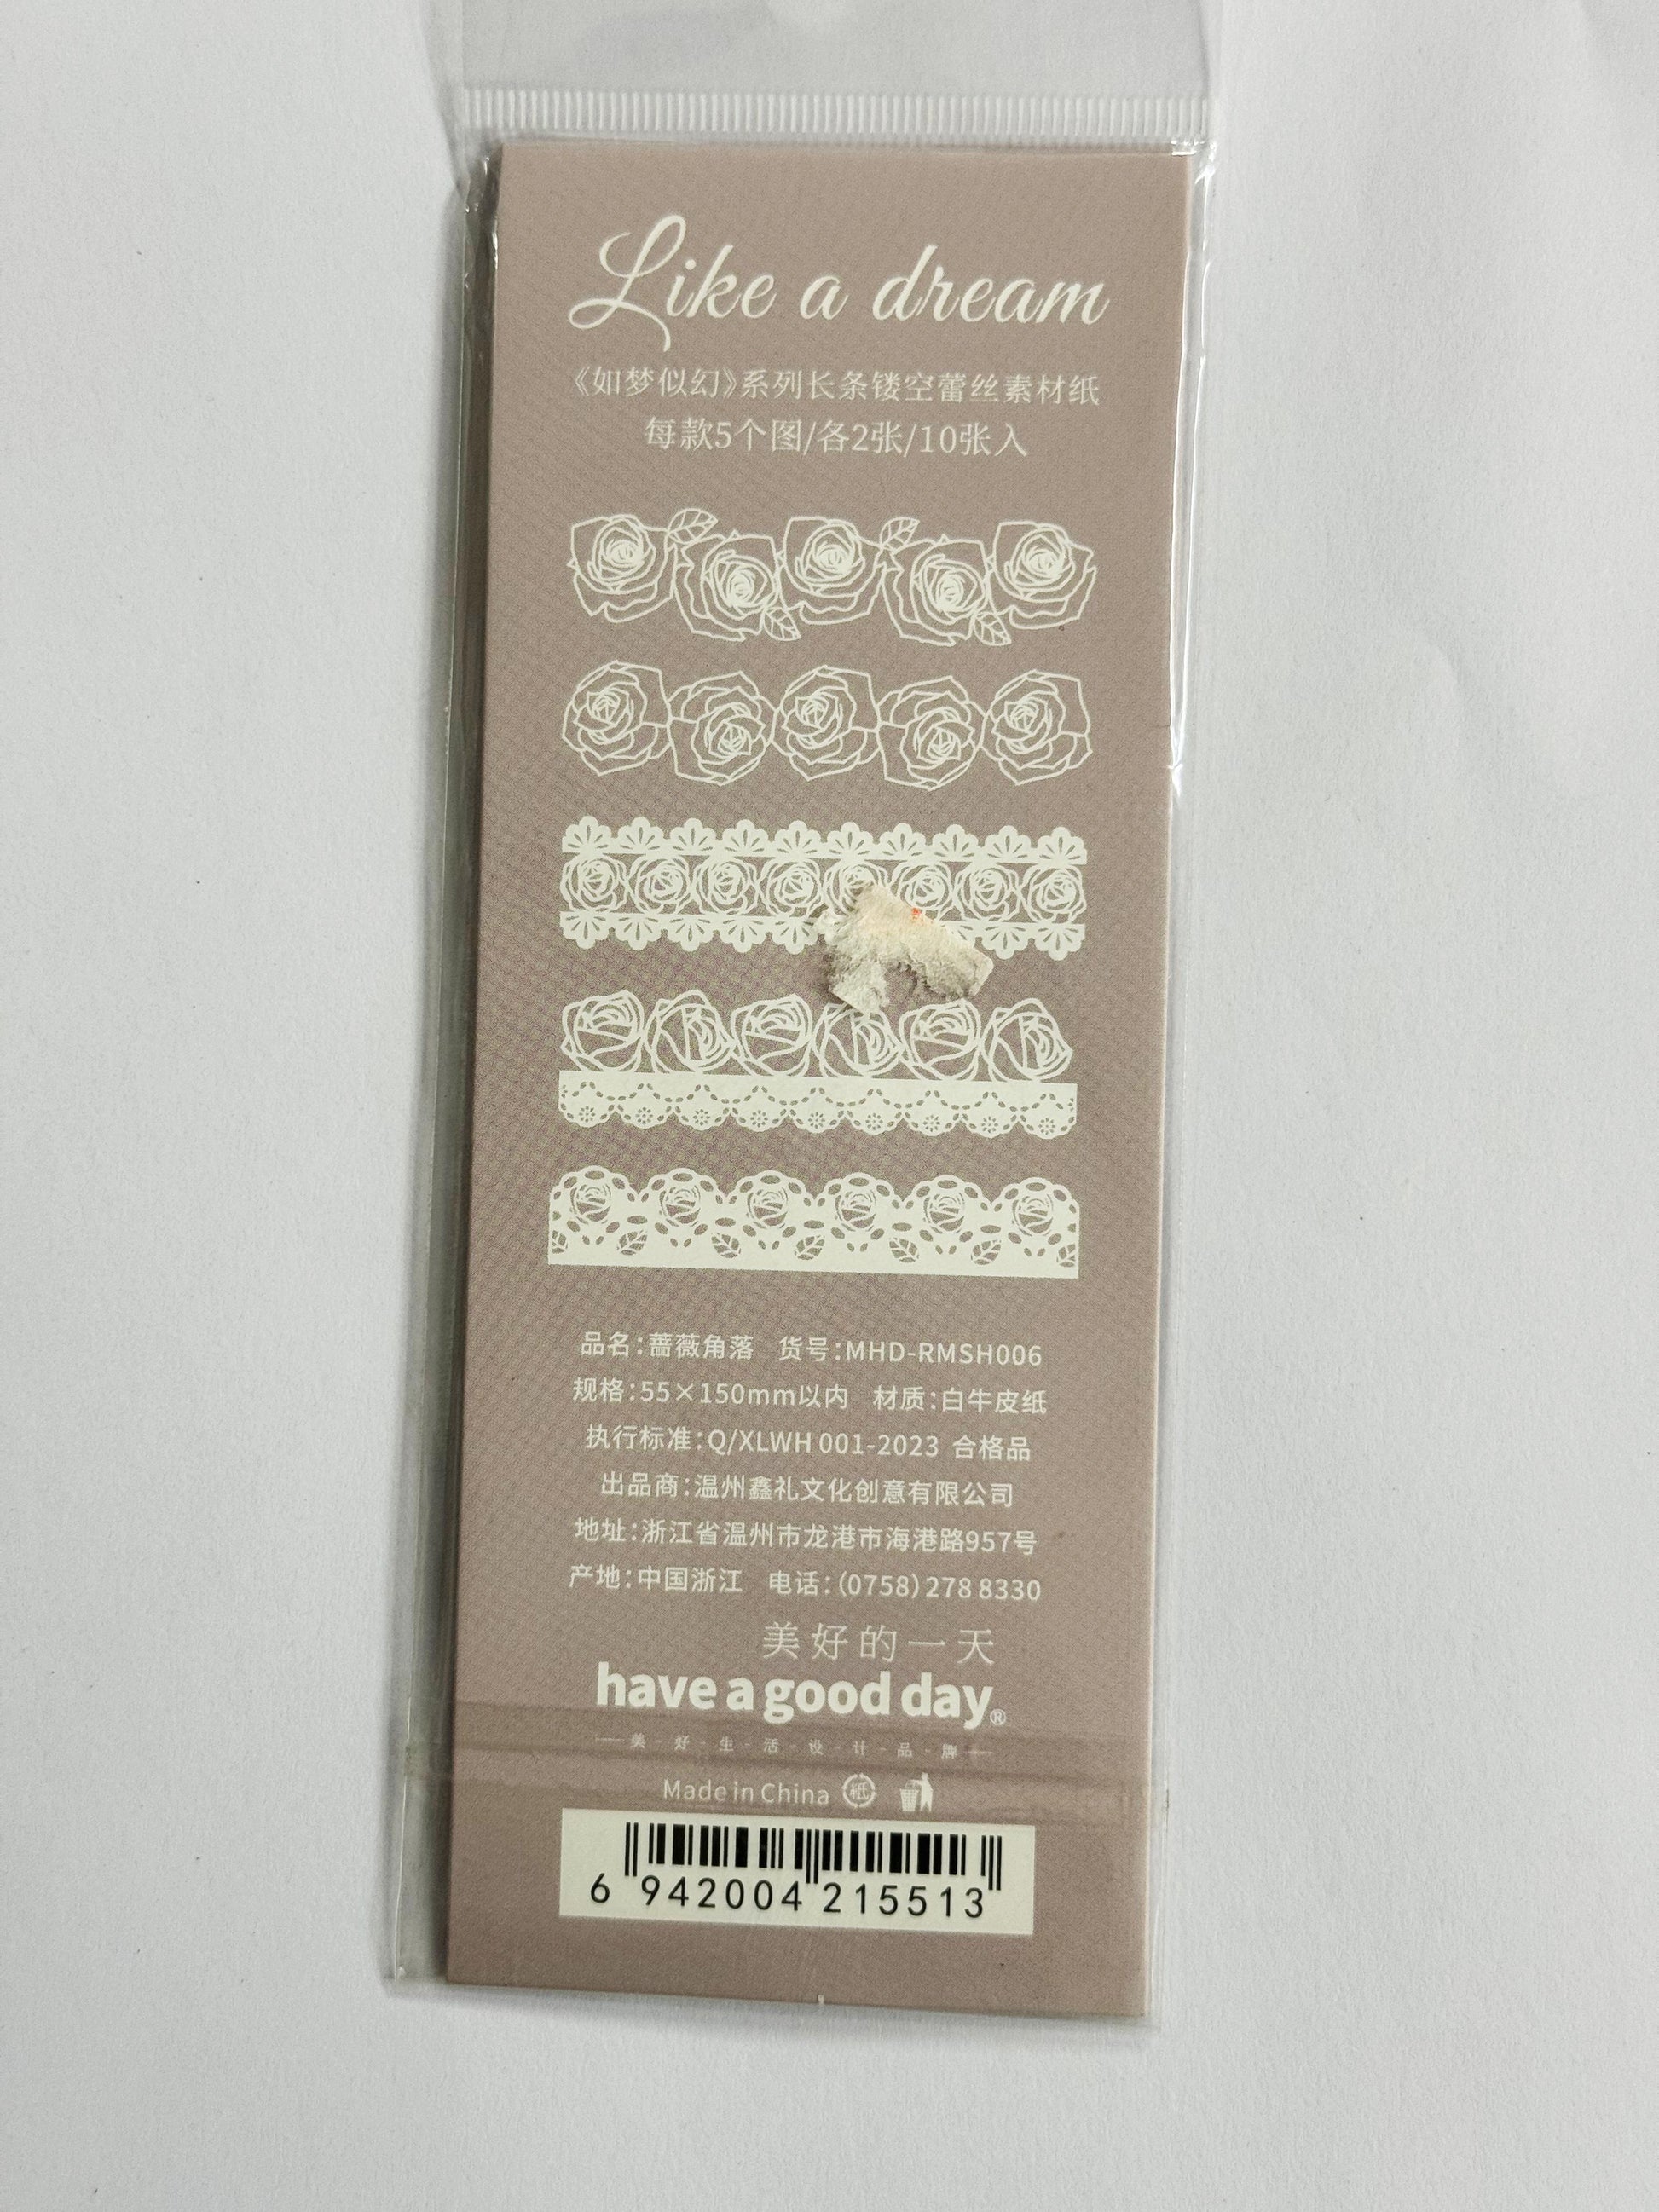 Like a dream
《如梦似幻》系列长条镂空蕾丝素材纸
每款5个图/各2张/10张入
品名:蔷薇角落 货号:MHD-RMSH006
规格:55×150mm以内 材质:白牛皮纸
执行标准:Q/XLWH 001-2023 合格品
出品商:温州鑫礼文化创意有限公司
地址:浙江省温州市龙港市海港路957号
产地:中国浙江 电话:(0758)278 8330
美好的一天
have a good day®
美-好-生-活-设-计-品-牌
Made in China 紙
6 942004 215513